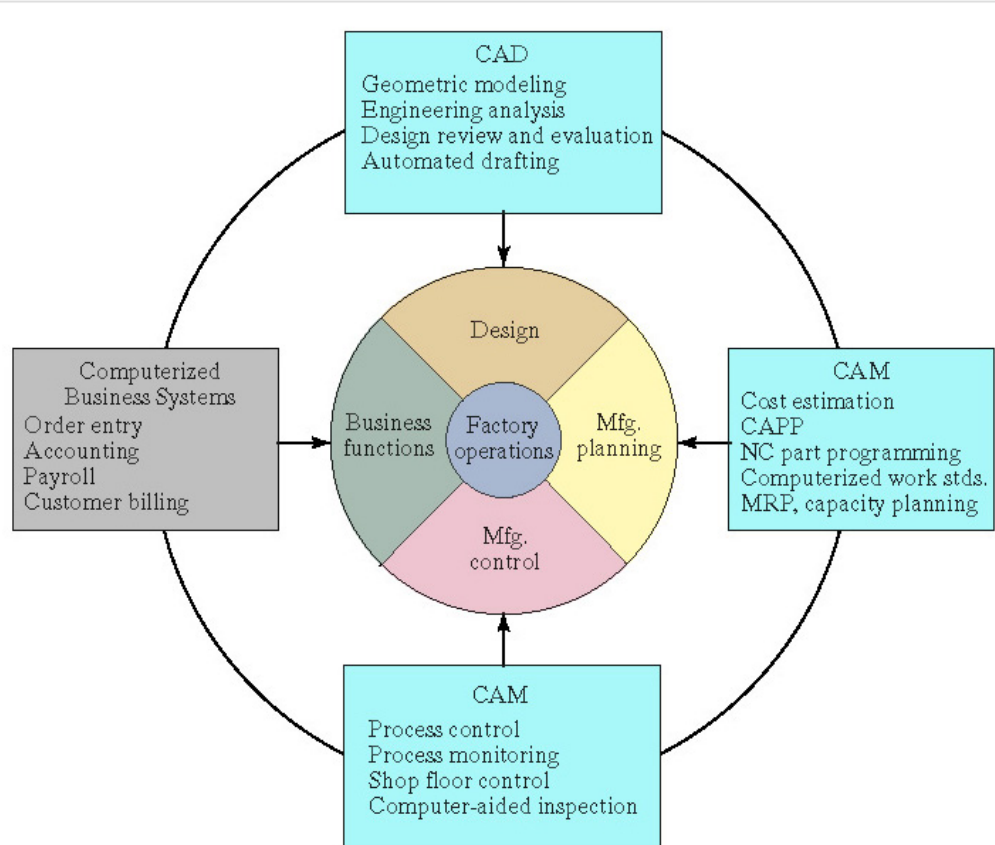 CAD
Geometric modeling
Engineering analysis
Design review and evaluation
Automated drafting
Design
Computerized
Business Systems
Order entry
Accounting
Payroll
Customer billing
Business
functions
Factory
operations
Mfg.
planning
CAM
Cost estimation
CAPP
NC part programming
Computerized work stds.
MRP, capacity planning
Mfg.
control
CAM
Process control
Process monitoring
Shop floor control
Computer-aided inspection